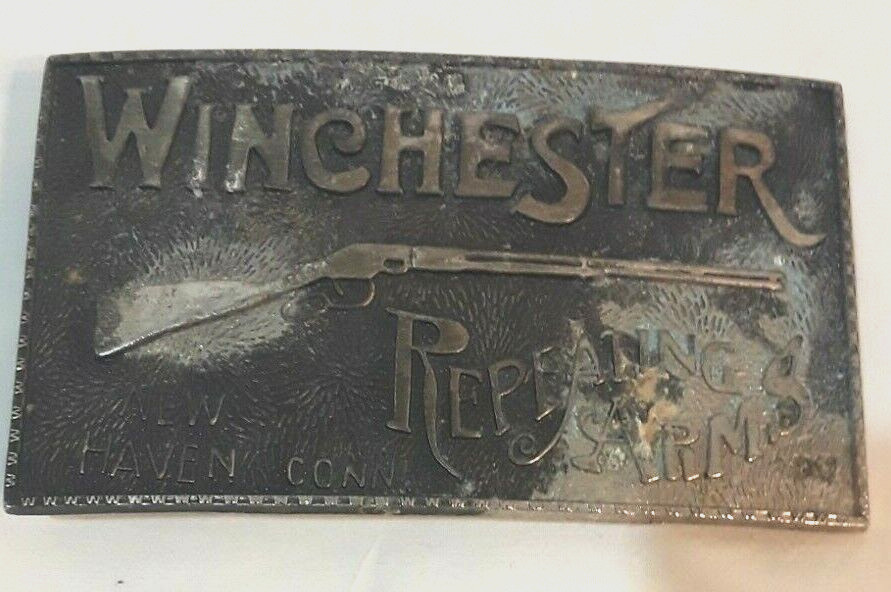 WINCHESTER
REPEATING
ARMS
NEW
HAVEN CONN